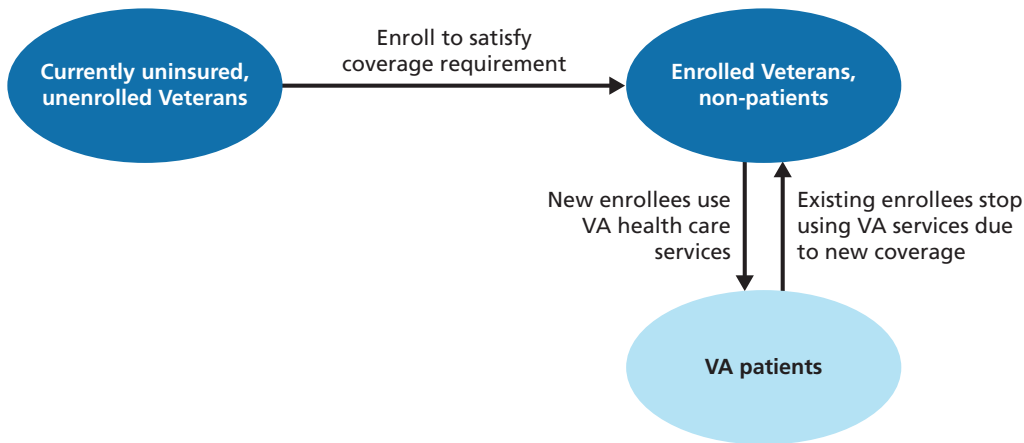 Currently uninsured,
unenrolled Veterans
Enroll to satisfy
coverage requirement
Enrolled Veterans,
non-patients
New enrollees use
VA health care
services
Existing enrollees stop
using VA services due
to new coverage
VA patients